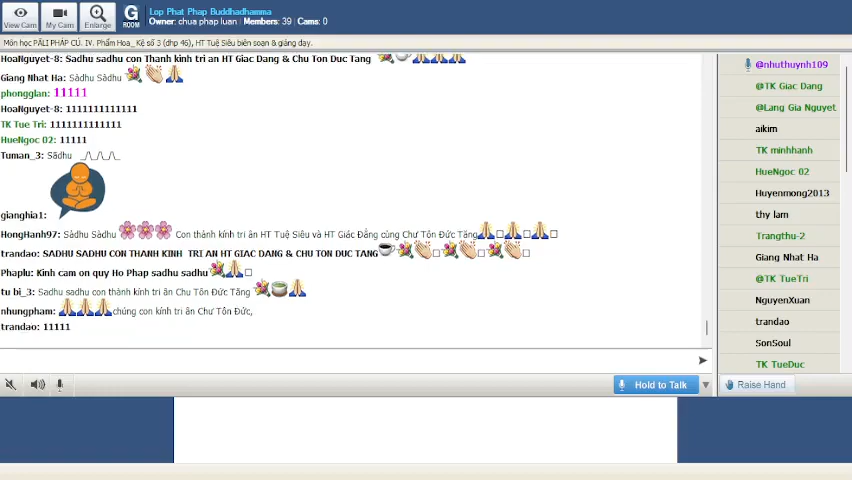 View Cam
My Cam
Enlarge
G
ROOM
Lop Phat Phap Buddhadhamma
Owner: chua phap luan / Members: 39 / Cams: 0
Môn học PĀLI PHÁP CÚ. IV. Phẩm Hoa_ Kệ số 3 (dhp 46), HT Tuệ Siêu biên soạn & giảng dạy.
HoaNguyet-8: Sadhu sadhu con Thanh kinh tri an HT Giac Dang & Chu Ton Duc Tang
Giang Nhat Ha: Sādhu Sādhu
phongglan: 11111
HoaNguyet-8: 1111111111111
TK Tue Tri: 1111111111111
HueNgoc 02: 11111
Tuman_3: Sādhu _/\_/\_/\_
gianghia1:
HongHanh97: Sādhu Sādhu Con thành kính tri ân HT Tuệ Siêu và HT Giác Đẳng cùng Chư Tôn Đức Tăng
trandao: SADHU SADHU CON THANH KINH TRI AN HT GIAC DANG & CHU TON DUC TANG
Phaplu: Kinh cam on quy Ho Phap sadhu sadhu
tu bi_3: Sadhu sadhu con thành kính tri ân Chu Tôn Đức Tăng
nhungpham: chúng con kính tri ân Chư Tôn Đức,
trandao: 11111
Hold to Talk
@nhuthuynh109
@TK Giac Dang
@Lang Gia Nguyet
aikim
TK minhhanh
HueNgoc 02
Huyenmong2013
thy lam
Trangthu-2
Giang Nhat Ha
@TK TueTri
NguyenXuan
trandao
SonSoul
TK TueDuc
Raise Hand